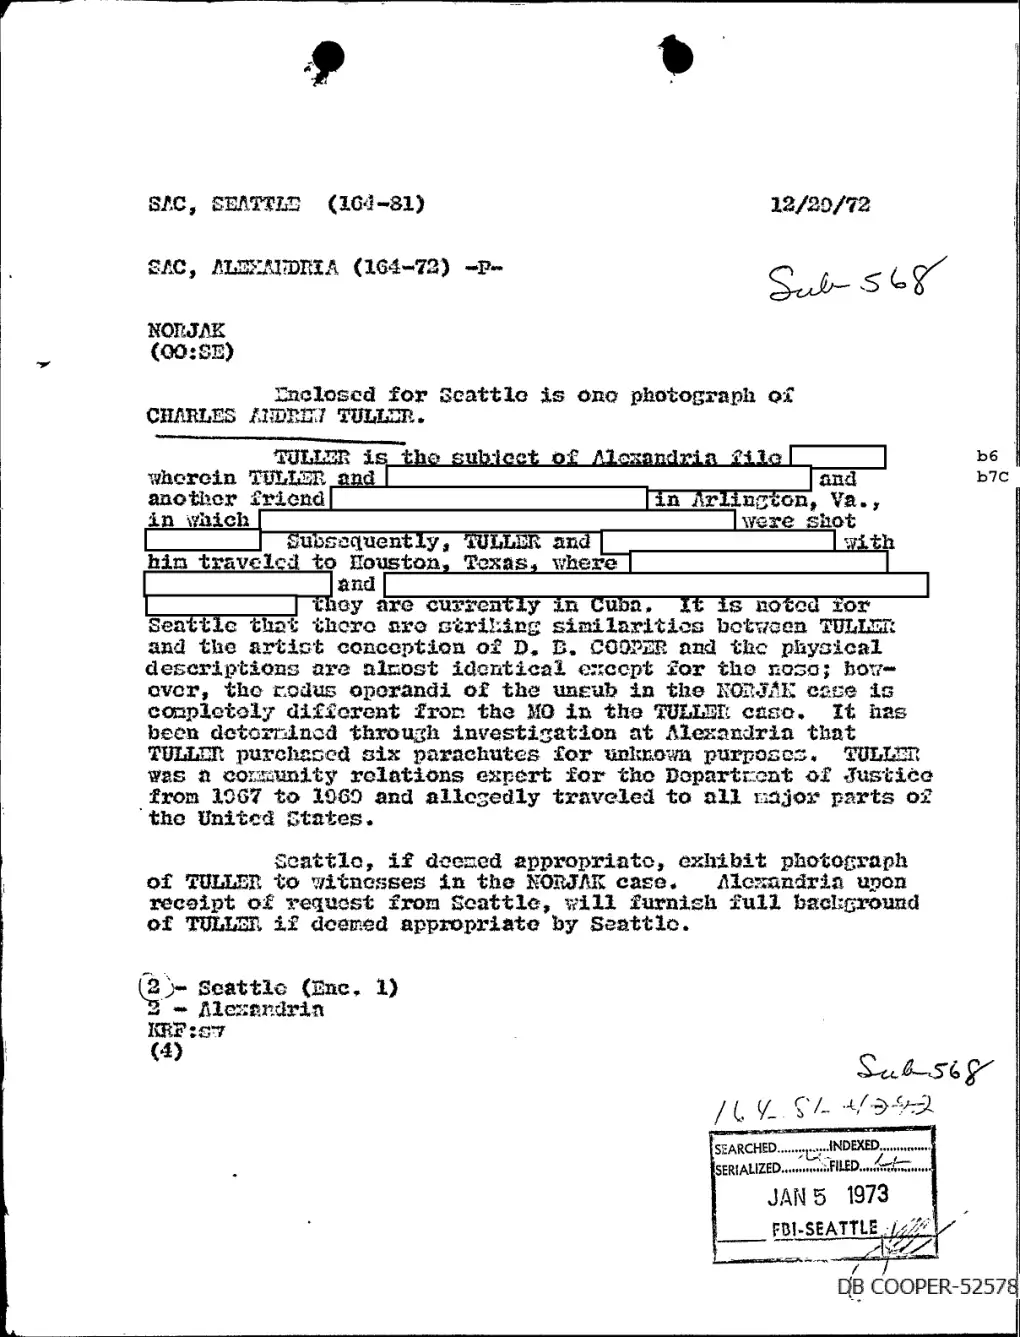 SAC, SEATTLE (164-81) 12/20/72
SAC, ALEXANDRIA (164-72) -P-
Sub 568
NORJAK
(OO:SE)
Enclosed for Seattle is one photograph of
CHARLES ANDREW TULLER.
TULLER is the subject of Alexandria file
b6
wherein TULLER and and
b7C
another friend in Arlington, Va.,
in which were shot
Subsequently, TULLER and with
him traveled to Houston, Texas, where
and
they are currently in Cuba. It is noted for
Seattle that there are striking similarities between TULLER
and the artist conception of D. B. COOPER and the physical
descriptions are almost identical except for the nose; how-
ever, the modus operandi of the unsub in the NORJAK case is
completely different from the MO in the TULLER case. It has
been determined through investigation at Alexandria that
TULLER purchased six parachutes for unknown purposes. TULLER
was a community relations expert for the Department of Justice
from 1967 to 1969 and allegedly traveled to all major parts of
the United States.
Seattle, if deemed appropriate, exhibit photograph
of TULLER to witnesses in the NORJAK case. Alexandria upon
receipt of request from Seattle, will furnish full background
of TULLER if deemed appropriate by Seattle.
2 - Seattle (Enc. 1)
2 - Alexandria
KRF:sw
(4)
Sub 568
164-81-
SEARCHED..............INDEXED..............
SERIALIZED..............FILED..............
JAN 5 1973
FBI-SEATTLE
DB COOPER-52578